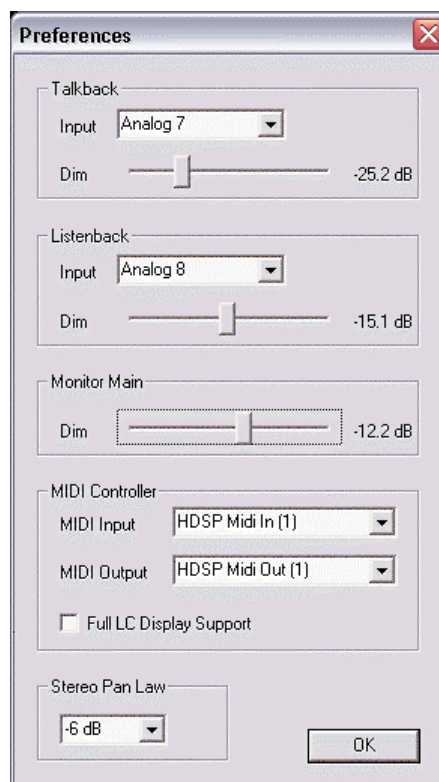 Preferences
Talkback
Input Analog 7
Dim -25.2 dB
Listenback
Input Analog 8
Dim -15.1 dB
Monitor Main
Dim -12.2 dB
MIDI Controller
MIDI Input HDSP Midi In (1)
MIDI Output HDSP Midi Out (1)
Full LC Display Support
Stereo Pan Law
-6 dB
OK